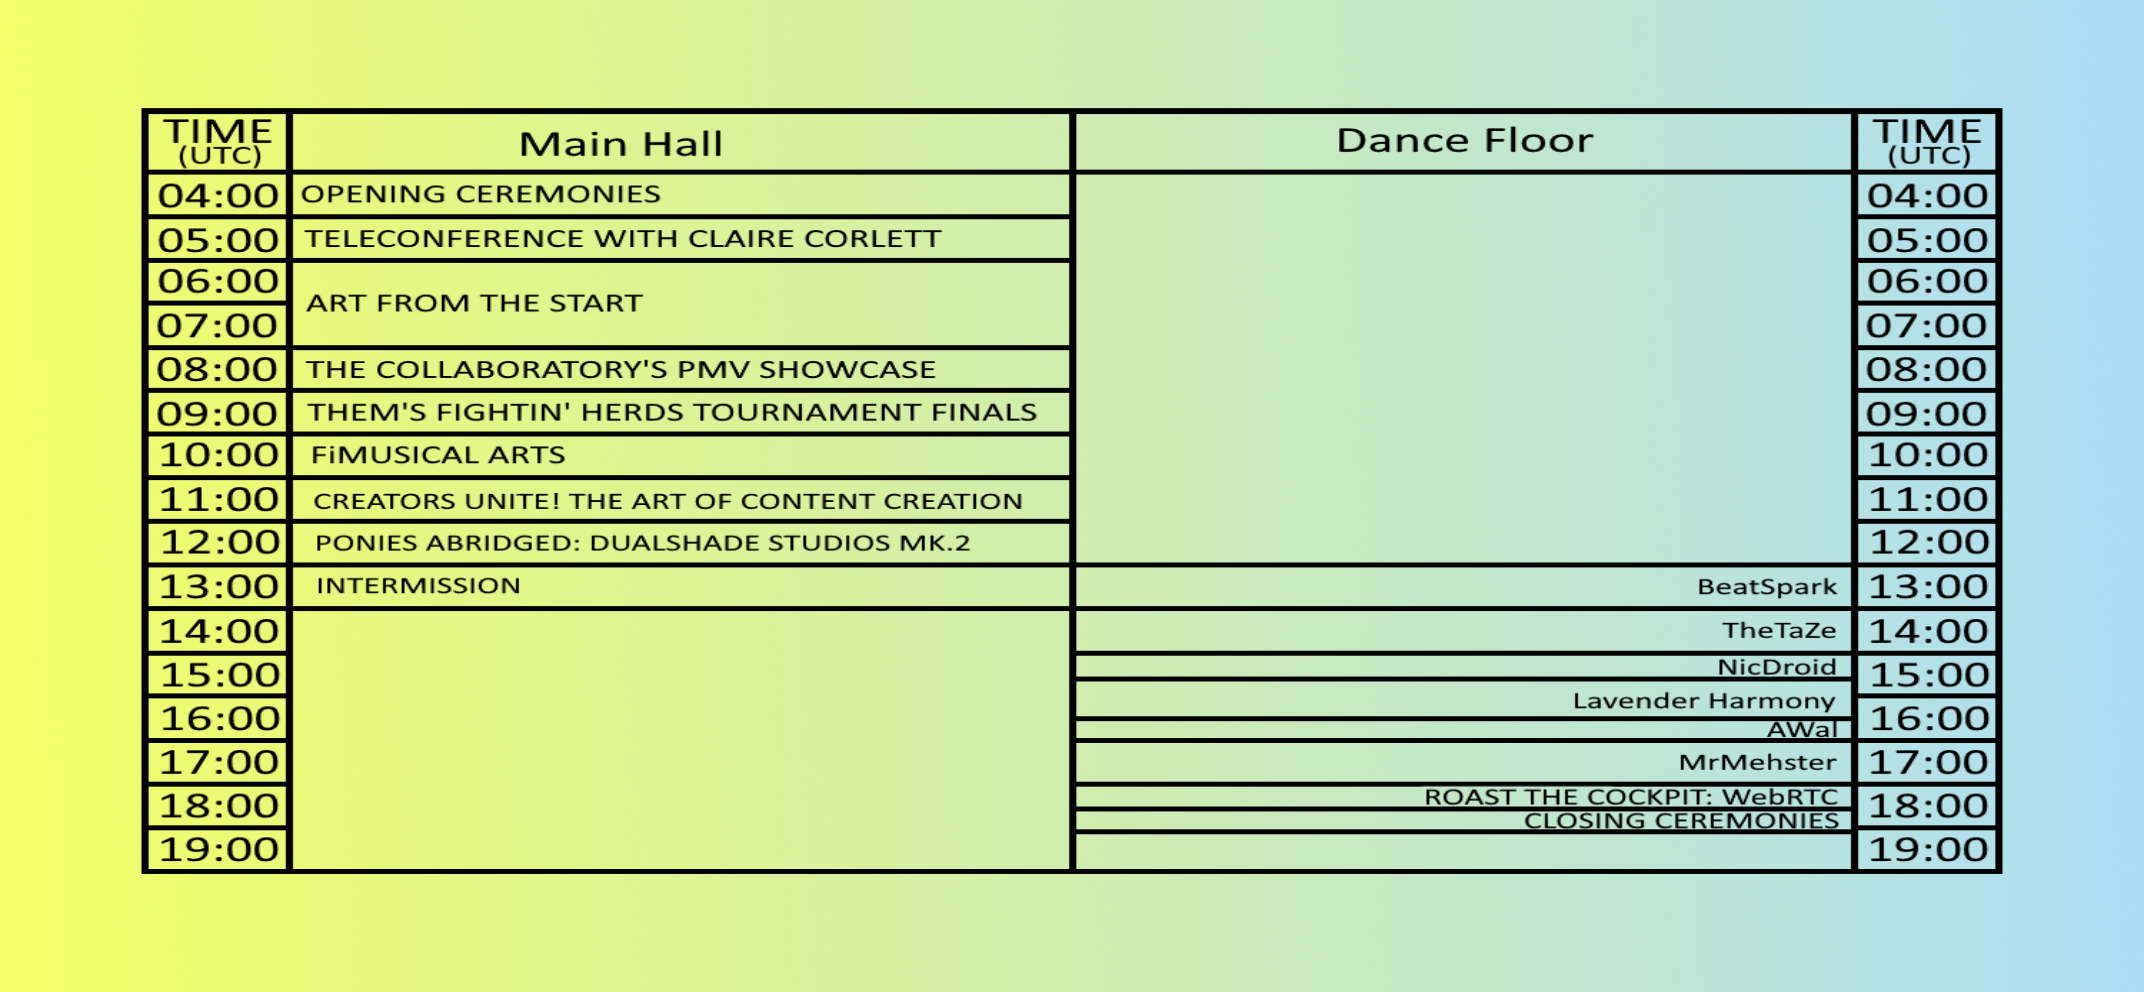 TIME Main Hall Dance Floor TIME
(UTC) (UTC)
04:00 OPENING CEREMONIES 04:00
05:00 TELECONFERENCE WITH CLAIRE CORLETT 05:00
06:00 06:00
ART FROM THE START
07:00 07:00
08:00 THE COLLABORATORY'S PMV SHOWCASE 08:00
09:00 THEM'S FIGHTIN' HERDS TOURNAMENT FINALS 09:00
10:00 FiMUSICAL ARTS 10:00
11:00 CREATORS UNITE! THE ART OF CONTENT CREATION 11:00
12:00 PONIES ABRIDGED: DUALSHADE STUDIOS MK.2 12:00
13:00 INTERMISSION BeatSpark 13:00
14:00 TheTaZe 14:00
15:00 NicDroid 15:00
Lavender Harmony
16:00 16:00
AWal
17:00 MrMehster 17:00
ROAST THE COCKPIT: WebRTC
18:00 18:00
CLOSING CEREMONIES
19:00 19:00